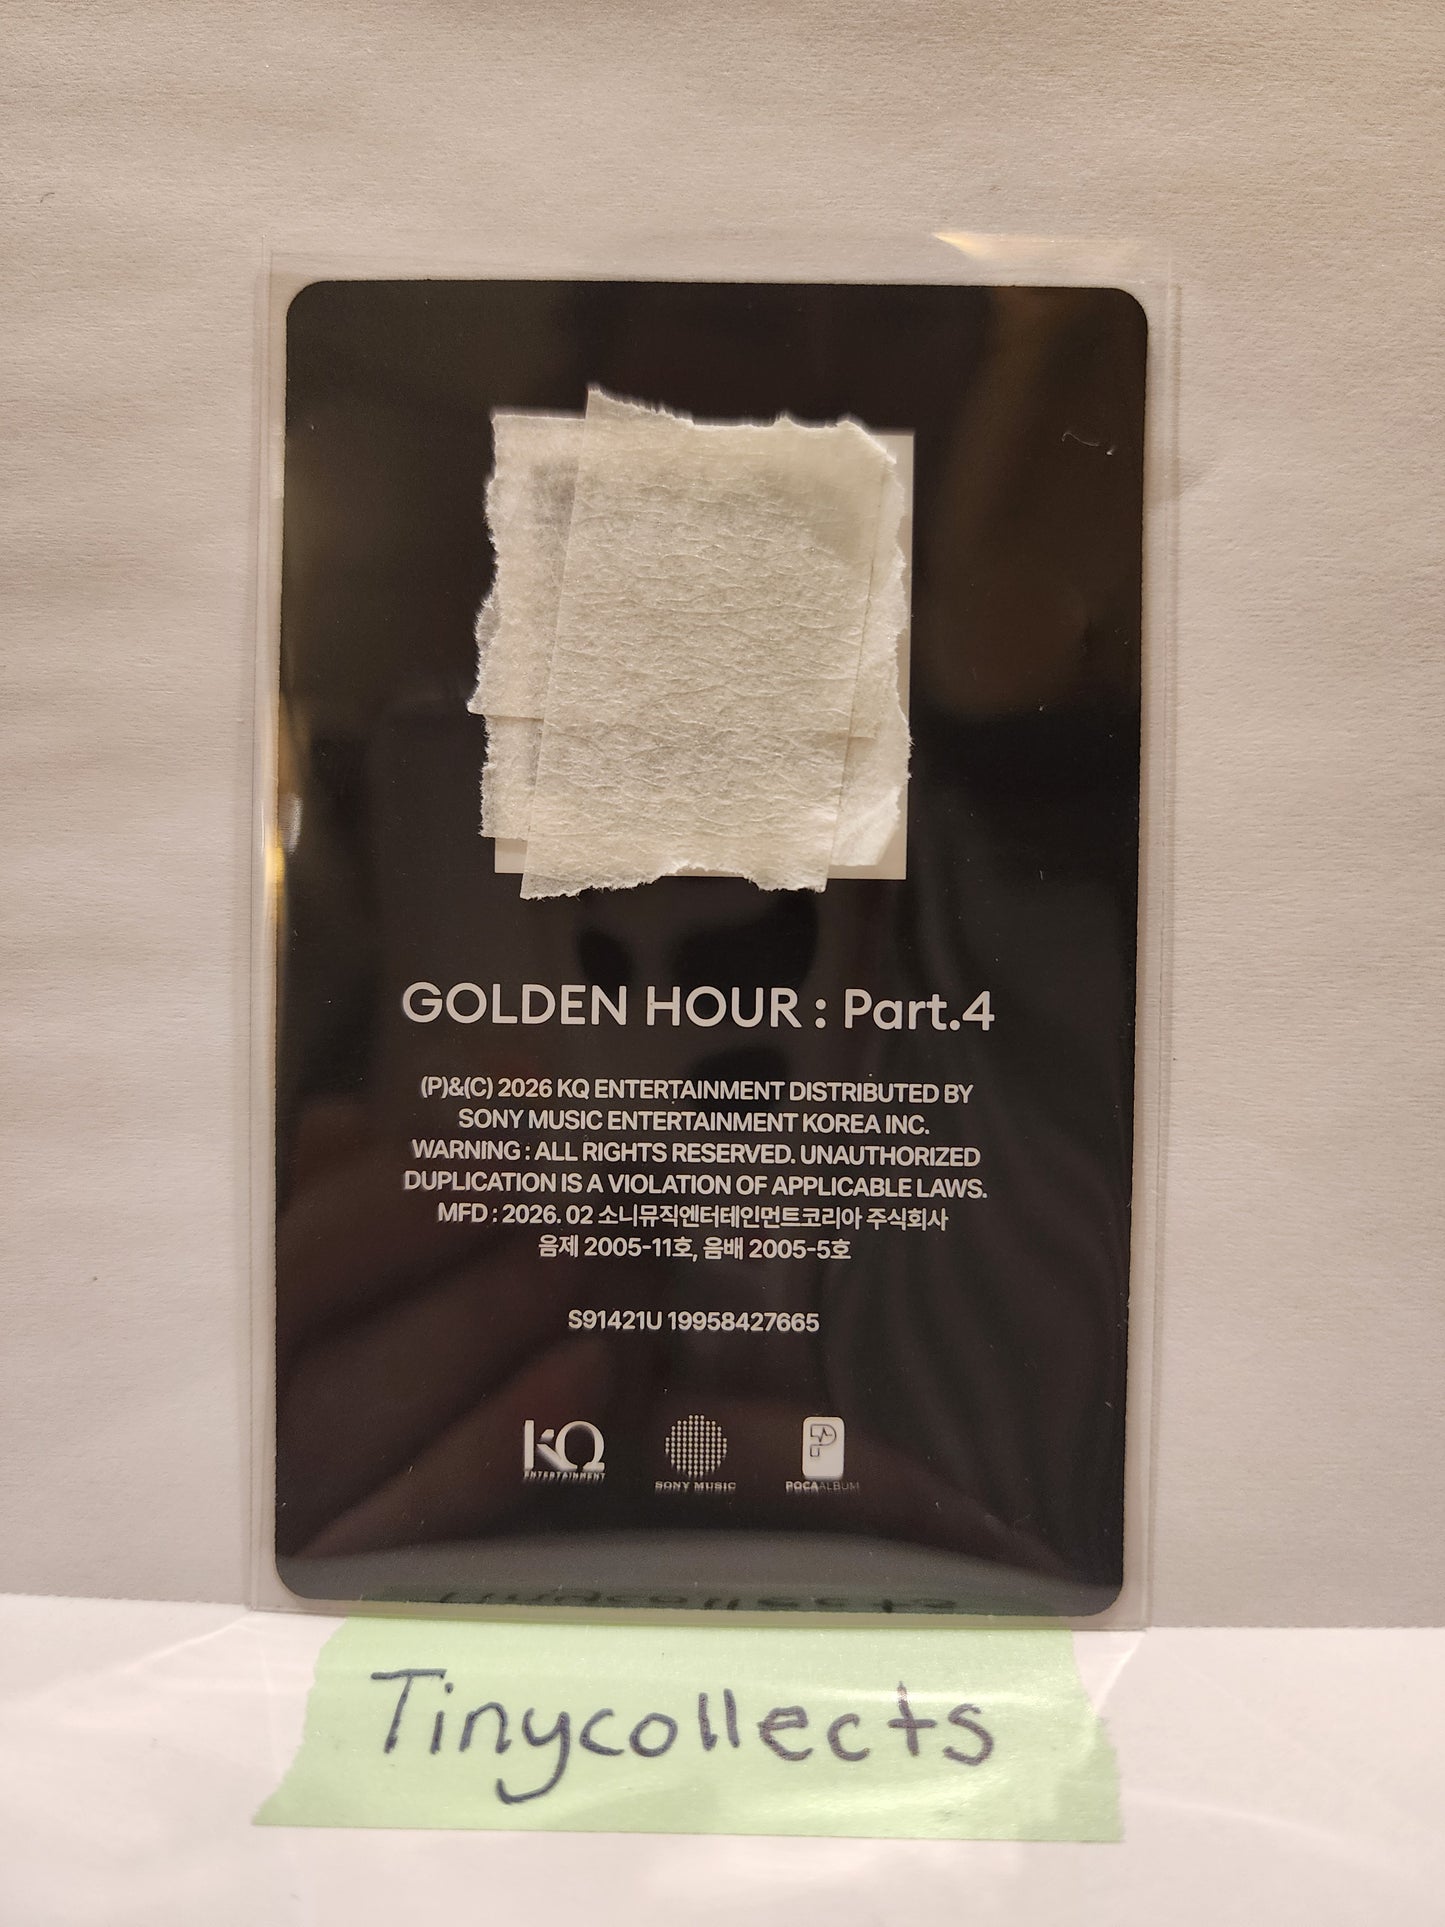 GOLDEN HOUR : Part.4
(P)&(C) 2026 KQ ENTERTAINMENT DISTRIBUTED BY
SONY MUSIC ENTERTAINMENT KOREA INC.
WARNING : ALL RIGHTS RESERVED. UNAUTHORIZED
DUPLICATION IS A VIOLATION OF APPLICABLE LAWS.
MFD : 2026. 02 소니뮤직엔터테인먼트코리아 주식회사
음제 2005-11호, 음배 2005-5호
S91421U 19958427665
KQ
ENTERTAINMENT
SONY MUSIC
POCAALBUM
Tinycollects